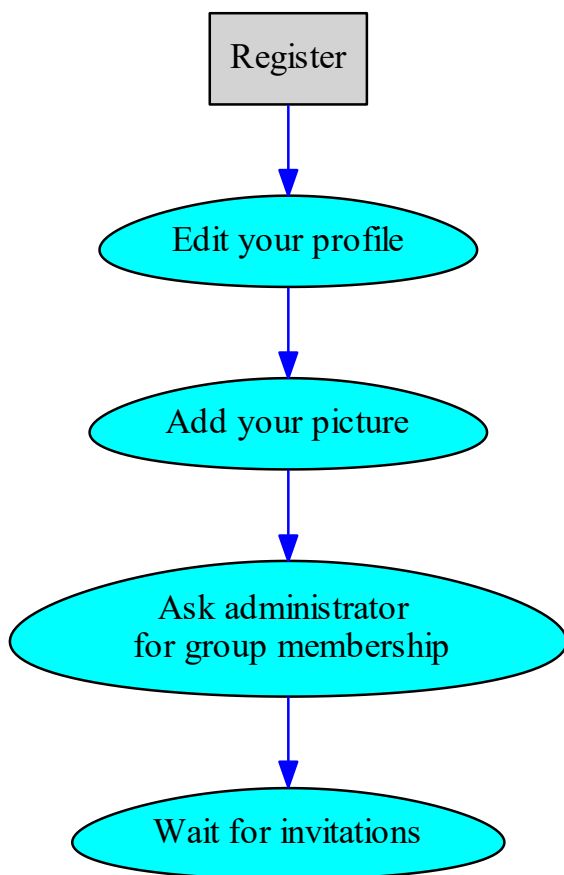 Register
Edit your profile
Add your picture
Ask administrator
for group membership
Wait for invitations